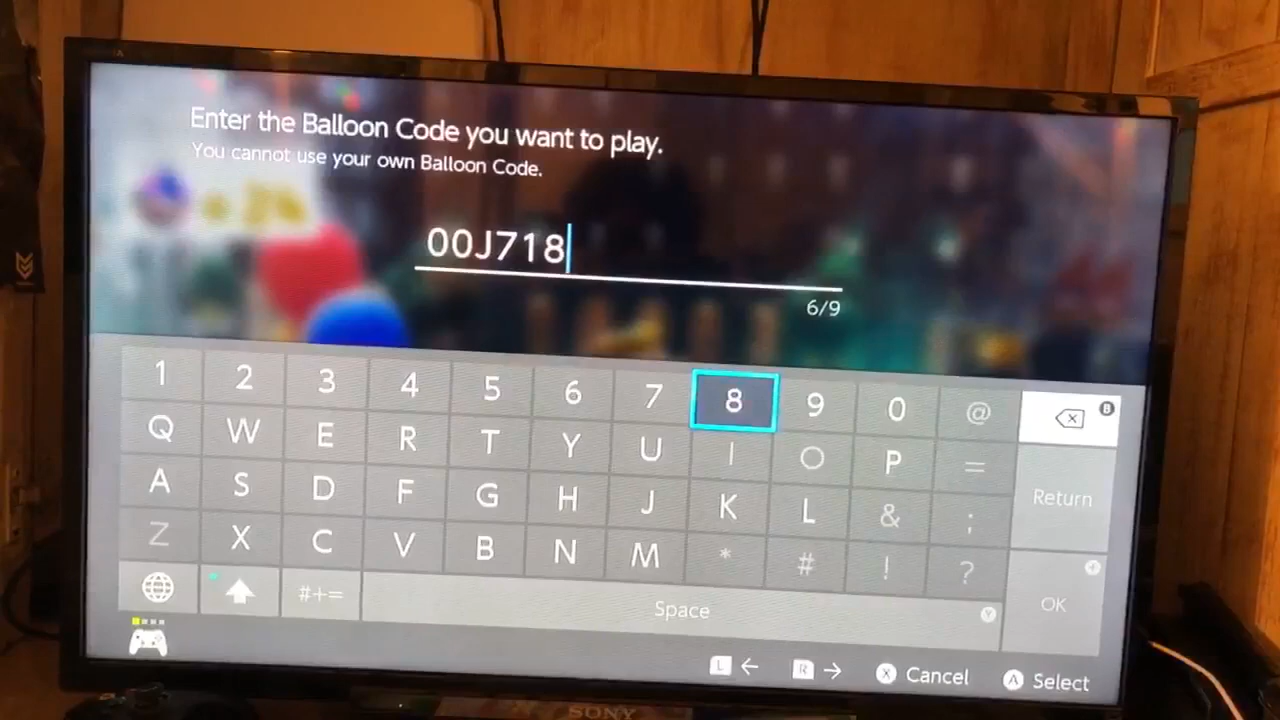 Enter the Balloon Code you want to play.
You cannot use your own Balloon Code.
00J718
6/9
1 2 3 4 5 6 7 8 9 0 @ B
Q W E R T Y U I O P =
A S D F G H J K L & ; Return
Z X C V B N M * # ! ? +
#+= Space Y OK
L ← R → X Cancel A Select
SONY